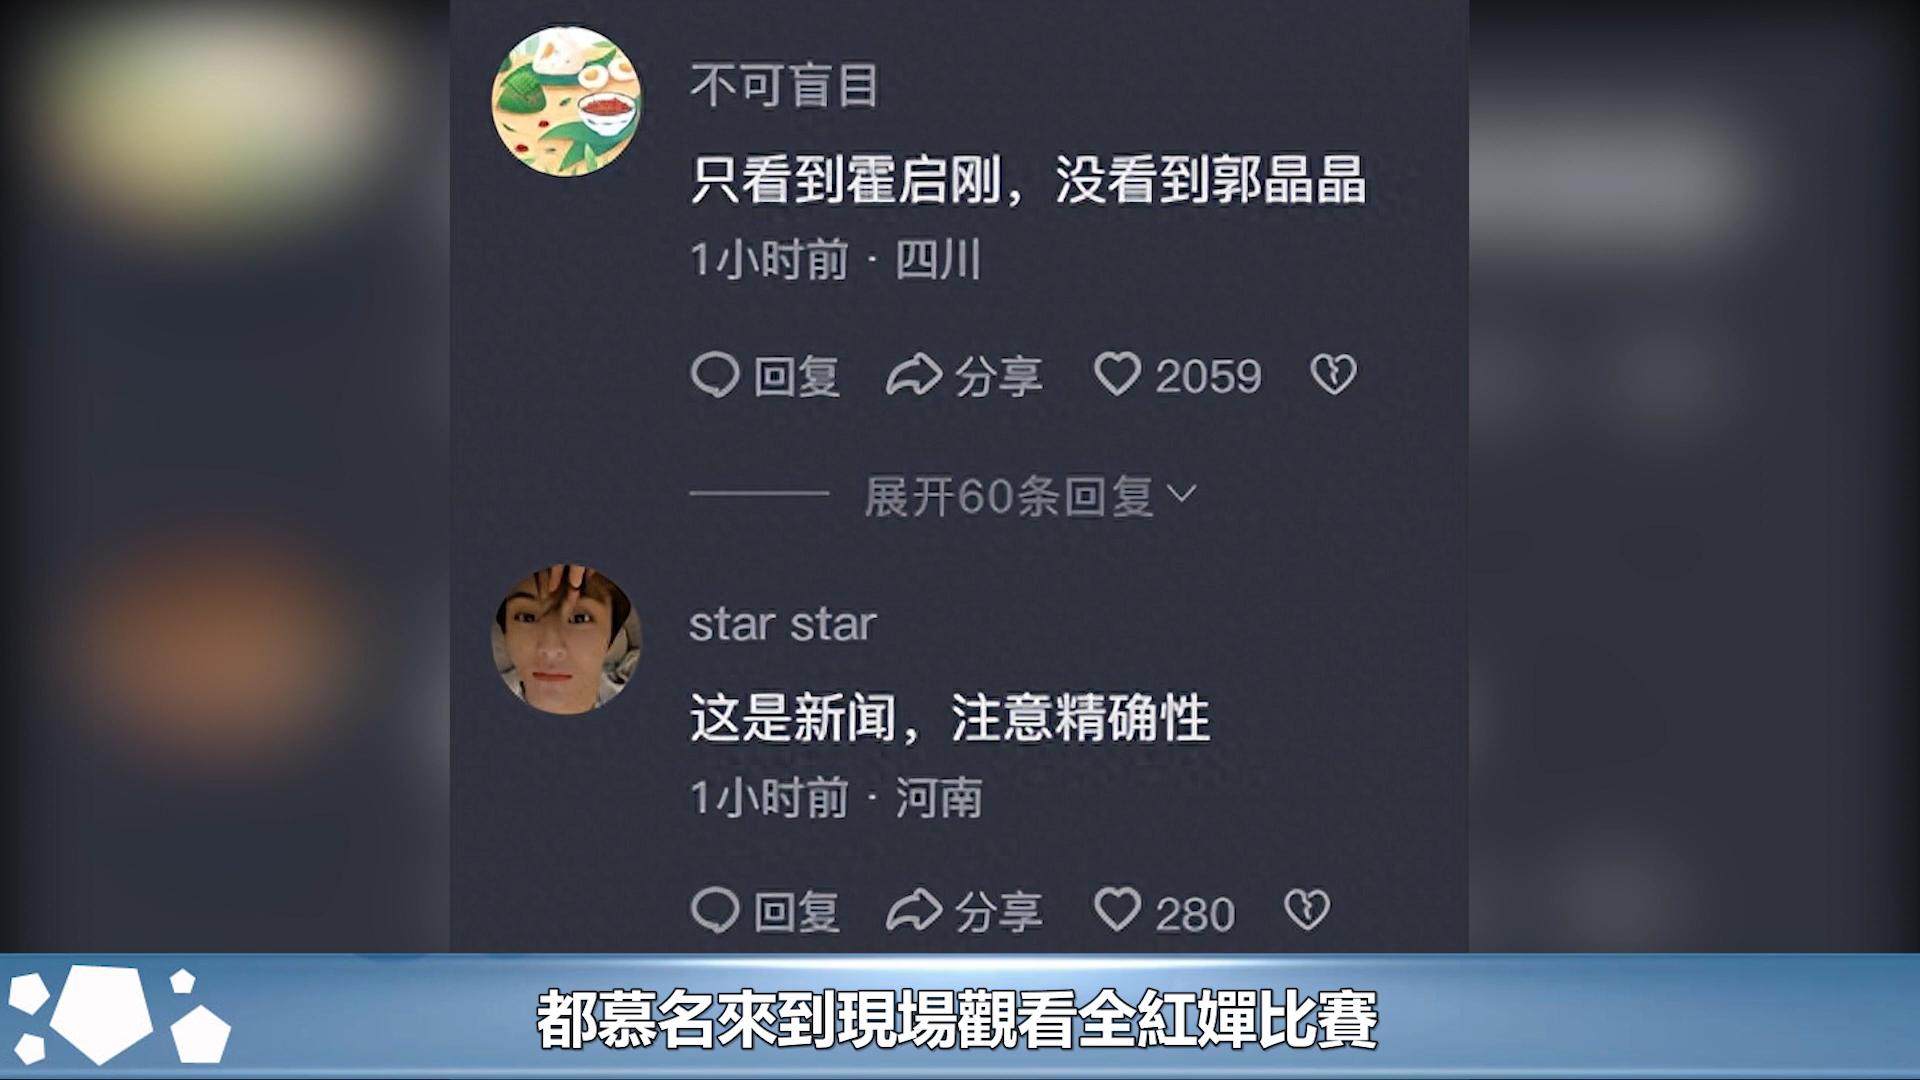 不可盲目
只看到霍启刚，没看到郭晶晶
1小时前 · 四川
回复 分享 2059
展开60条回复
star star
这是新闻，注意精确性
1小时前 · 河南
回复 分享 280
都慕名來到現場觀看全紅嬋比賽